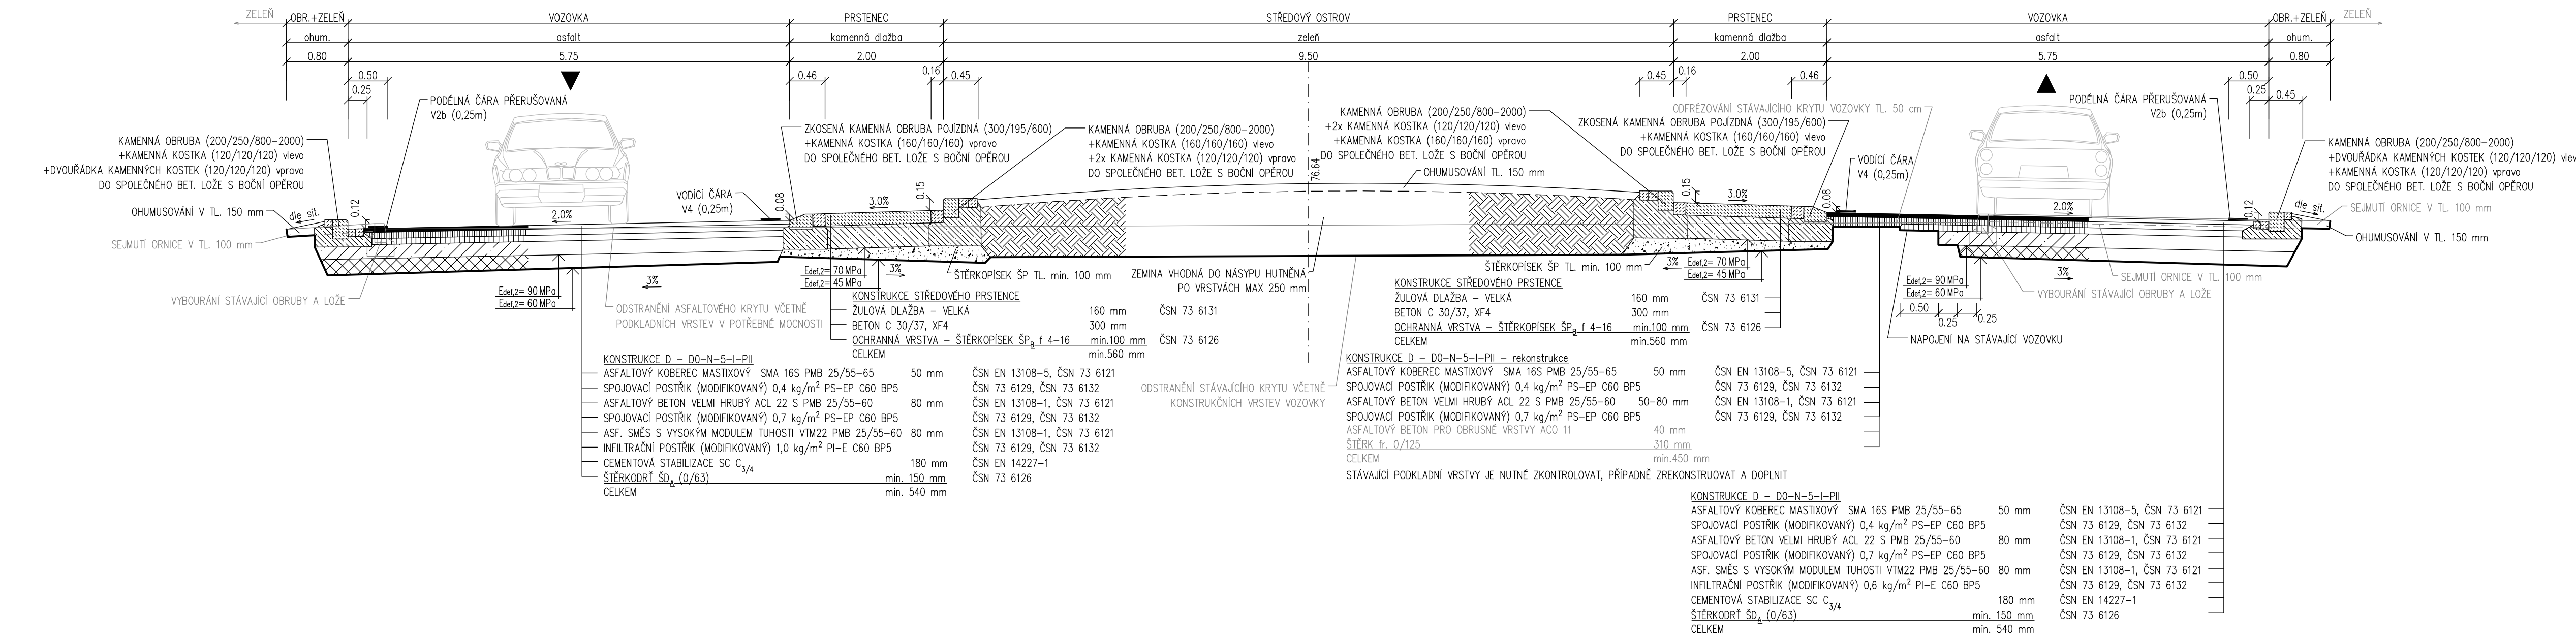 ZELEŇ
OBR.+ZELEŇ
VOZOVKA
PRSTENEC
STŘEDOVÝ OSTROV
PRSTENEC
VOZOVKA
OBR.+ZELEŇ
ZELEŇ
ohum.
asfalt
kamenná dlažba
zeleň
kamenná dlažba
asfalt
ohum.
0.80
5.75
2.00
9.50
2.00
5.75
0.80
0.50
0.25
0.46
0.16
0.45
0.45
0.16
0.46
0.50
0.25
0.45
PODÉLNÁ ČÁRA PŘERUŠOVANÁ
V2b (0,25m)
KAMENNÁ OBRUBA (200/250/800-2000)
+KAMENNÁ KOSTKA (120/120/120) vlevo
+DVOUŘÁDKA KAMENNÝCH KOSTEK (120/120/120) vpravo
DO SPOLEČNÉHO BET. LOŽE S BOČNÍ OPĚROU
OHUMUSOVÁNÍ V TL. 150 mm
dle sit.
SEJMUTÍ ORNICE V TL. 100 mm
VYBOURÁNÍ STÁVAJÍCÍ OBRUBY A LOŽE
0.12
2.0%
VODÍCÍ ČÁRA
V4 (0,25m)
0.08
ZKOSENÁ KAMENNÁ OBRUBA POJÍZDNÁ (300/195/600)
+KAMENNÁ KOSTKA (160/160/160) vpravo
DO SPOLEČNÉHO BET. LOŽE S BOČNÍ OPĚROU
3.0%
0.15
KAMENNÁ OBRUBA (200/250/800-2000)
+KAMENNÁ KOSTKA (160/160/160) vlevo
+2x KAMENNÁ KOSTKA (120/120/120) vpravo
DO SPOLEČNÉHO BET. LOŽE S BOČNÍ OPĚROU
76.64
KAMENNÁ OBRUBA (200/250/800-2000)
+2x KAMENNÁ KOSTKA (120/120/120) vlevo
+KAMENNÁ KOSTKA (160/160/160) vpravo
DO SPOLEČNÉHO BET. LOŽE S BOČNÍ OPĚROU
OHUMUSOVÁNÍ TL. 150 mm
ODFRÉZOVÁNÍ STÁVAJÍCÍHO KRYTU VOZOVKY TL. 50 cm
ZKOSENÁ KAMENNÁ OBRUBA POJÍZDNÁ (300/195/600)
+KAMENNÁ KOSTKA (160/160/160) vlevo
DO SPOLEČNÉHO BET. LOŽE S BOČNÍ OPĚROU
0.15
3.0%
0.08
VODÍCÍ ČÁRA
V4 (0,25m)
PODÉLNÁ ČÁRA PŘERUŠOVANÁ
V2b (0,25m)
2.0%
0.12
KAMENNÁ OBRUBA (200/250/800-2000)
+DVOUŘÁDKA KAMENNÝCH KOSTEK (120/120/120) vlevo
+KAMENNÁ KOSTKA (120/120/120) vpravo
DO SPOLEČNÉHO BET. LOŽE S BOČNÍ OPĚROU
dle sit.
SEJMUTÍ ORNICE V TL. 100 mm
OHUMUSOVÁNÍ V TL. 150 mm
Edef,2= 90 MPa
Edef,2= 60 MPa
3%
ODSTRANĚNÍ ASFALTOVÉHO KRYTU VČETNĚ
PODKLADNÍCH VRSTEV V POTŘEBNÉ MOCNOSTI
Edef,2= 70 MPa
Edef,2= 45 MPa
3%
ŠTĚRKOPÍSEK ŠP TL. min. 100 mm
ZEMINA VHODNÁ DO NÁSYPU HUTNĚNÁ
PO VRSTVÁCH MAX 250 mm
ŠTĚRKOPÍSEK ŠP TL. min. 100 mm
3%
Edef,2= 70 MPa
Edef,2= 45 MPa
Edef,2= 90 MPa
Edef,2= 60 MPa
3%
SEJMUTÍ ORNICE V TL. 100 mm
VYBOURÁNÍ STÁVAJÍCÍ OBRUBY A LOŽE
0.50
0.25
0.25
NAPOJENÍ NA STÁVAJÍCÍ VOZOVKU
KONSTRUKCE STŘEDOVÉHO PRSTENCE
ŽULOVÁ DLAŽBA - VELKÁ 160 mm ČSN 73 6131
BETON C 30/37, XF4 300 mm
OCHRANNÁ VRSTVA - ŠTĚRKOPÍSEK ŠPB f 4-16 min.100 mm ČSN 73 6126
CELKEM min.560 mm
KONSTRUKCE STŘEDOVÉHO PRSTENCE
ŽULOVÁ DLAŽBA - VELKÁ 160 mm ČSN 73 6131
BETON C 30/37, XF4 300 mm
OCHRANNÁ VRSTVA - ŠTĚRKOPÍSEK ŠPB f 4-16 min.100 mm ČSN 73 6126
CELKEM min.560 mm
KONSTRUKCE D - D0-N-5-I-PII
ASFALTOVÝ KOBEREC MASTIXOVÝ SMA 16S PMB 25/55-65 50 mm ČSN EN 13108-5, ČSN 73 6121
SPOJOVACÍ POSTŘIK (MODIFIKOVANÝ) 0,4 kg/m² PS-EP C60 BP5 ČSN 73 6129, ČSN 73 6132
ASFALTOVÝ BETON VELMI HRUBÝ ACL 22 S PMB 25/55-60 80 mm ČSN EN 13108-1, ČSN 73 6121
SPOJOVACÍ POSTŘIK (MODIFIKOVANÝ) 0,7 kg/m² PS-EP C60 BP5 ČSN 73 6129, ČSN 73 6132
ASF. SMĚS S VYSOKÝM MODULEM TUHOSTI VTM22 PMB 25/55-60 80 mm ČSN EN 13108-1, ČSN 73 6121
INFILTRAČNÍ POSTŘIK (MODIFIKOVANÝ) 1,0 kg/m² PI-E C60 BP5 ČSN 73 6129, ČSN 73 6132
CEMENTOVÁ STABILIZACE SC C3/4 180 mm ČSN EN 14227-1
ŠTĚRKODRŤ ŠDA (0/63) min. 150 mm ČSN 73 6126
CELKEM min. 540 mm
ODSTRANĚNÍ STÁVAJÍCÍHO KRYTU VČETNĚ
KONSTRUKČNÍCH VRSTEV VOZOVKY
KONSTRUKCE D - D0-N-5-I-PII - rekonstrukce
ASFALTOVÝ KOBEREC MASTIXOVÝ SMA 16S PMB 25/55-65 50 mm ČSN EN 13108-5, ČSN 73 6121
SPOJOVACÍ POSTŘIK (MODIFIKOVANÝ) 0,4 kg/m² PS-EP C60 BP5 ČSN 73 6129, ČSN 73 6132
ASFALTOVÝ BETON VELMI HRUBÝ ACL 22 S PMB 25/55-60 50-80 mm ČSN EN 13108-1, ČSN 73 6121
SPOJOVACÍ POSTŘIK (MODIFIKOVANÝ) 0,7 kg/m² PS-EP C60 BP5 ČSN 73 6129, ČSN 73 6132
ASFALTOVÝ BETON PRO OBRUSNÉ VRSTVY ACO 11 40 mm
ŠTĚRK fr. 0/125 310 mm
CELKEM min.450 mm
STÁVAJÍCÍ PODKLADNÍ VRSTVY JE NUTNÉ ZKONTROLOVAT, PŘÍPADNĚ ZREKONSTRUOVAT A DOPLNIT
KONSTRUKCE D - D0-N-5-I-PII
ASFALTOVÝ KOBEREC MASTIXOVÝ SMA 16S PMB 25/55-65 50 mm ČSN EN 13108-5, ČSN 73 6121
SPOJOVACÍ POSTŘIK (MODIFIKOVANÝ) 0,4 kg/m² PS-EP C60 BP5 ČSN 73 6129, ČSN 73 6132
ASFALTOVÝ BETON VELMI HRUBÝ ACL 22 S PMB 25/55-60 80 mm ČSN EN 13108-1, ČSN 73 6121
SPOJOVACÍ POSTŘIK (MODIFIKOVANÝ) 0,7 kg/m² PS-EP C60 BP5 ČSN 73 6129, ČSN 73 6132
ASF. SMĚS S VYSOKÝM MODULEM TUHOSTI VTM22 PMB 25/55-60 80 mm ČSN EN 13108-1, ČSN 73 6121
INFILTRAČNÍ POSTŘIK (MODIFIKOVANÝ) 0,6 kg/m² PI-E C60 BP5 ČSN 73 6129, ČSN 73 6132
CEMENTOVÁ STABILIZACE SC C3/4 180 mm ČSN EN 14227-1
ŠTĚRKODRŤ ŠDA (0/63) min. 150 mm ČSN 73 6126
CELKEM min. 540 mm